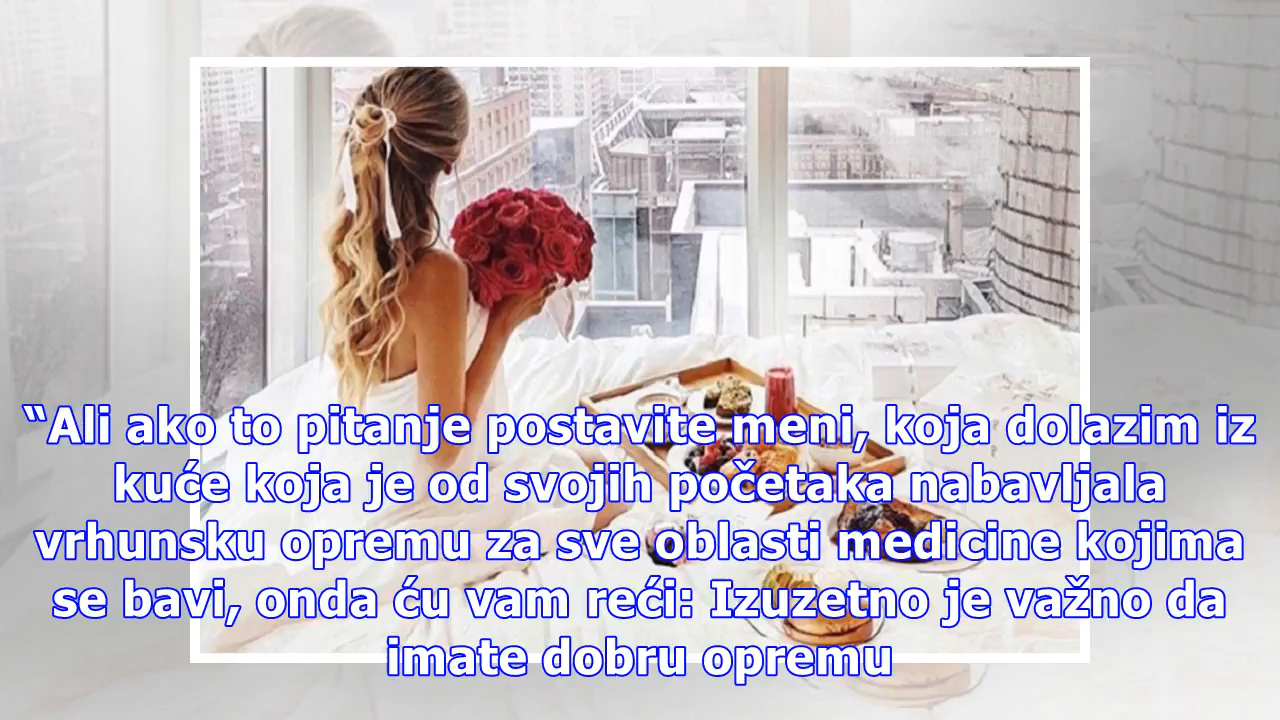 “Ali ako to pitanje postavite meni, koja dolazim iz
kuće koja je od svojih početaka nabavljala
vrhunsku opremu za sve oblasti medicine kojima
se bavi, onda ću vam reći: Izuzetno je važno da
imate dobru opremu